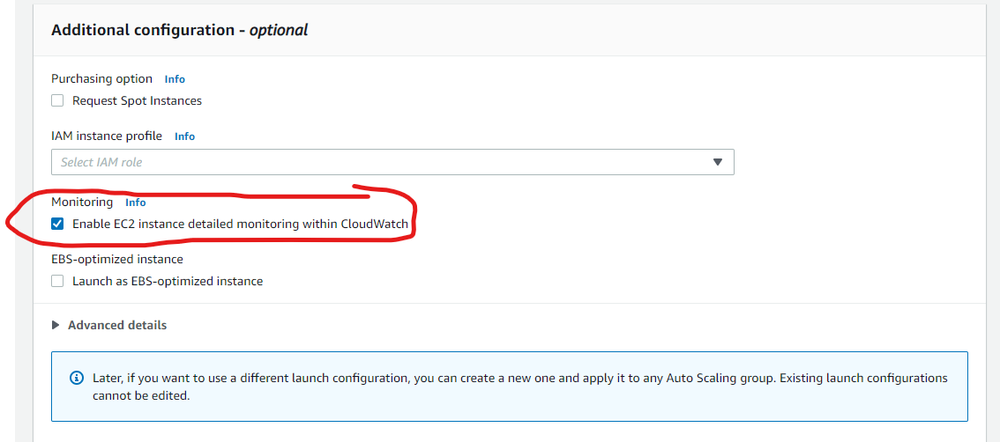 Additional configuration - optional
Purchasing option Info
Request Spot Instances
IAM instance profile Info
Select IAM role
Monitoring Info
Enable EC2 instance detailed monitoring within CloudWatch
EBS-optimized instance
Launch as EBS-optimized instance
Advanced details
Later, if you want to use a different launch configuration, you can create a new one and apply it to any Auto Scaling group. Existing launch configurations
cannot be edited.